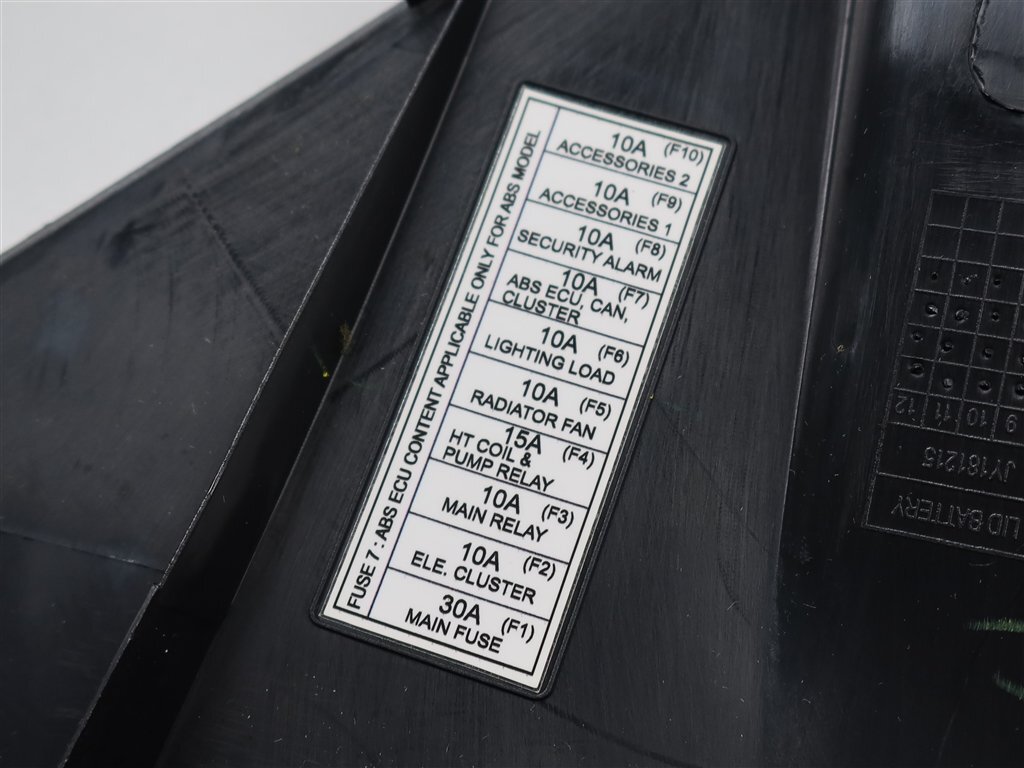 10A (F10)
ACCESSORIES 2
10A (F9)
ACCESSORIES 1
10A (F8)
SECURITY ALARM
10A (F7)
ABS ECU, CAN,
CLUSTER
10A (F6)
LIGHTING LOAD
10A (F5)
RADIATOR FAN
15A (F4)
HT COIL &
PUMP RELAY
10A (F3)
MAIN RELAY
10A (F2)
ELE. CLUSTER
30A (F1)
MAIN FUSE
FUSE 7 : ABS ECU CONTENT APPLICABLE ONLY FOR ABS MODEL
LID BATTERY
JY181215
9 10 11 12